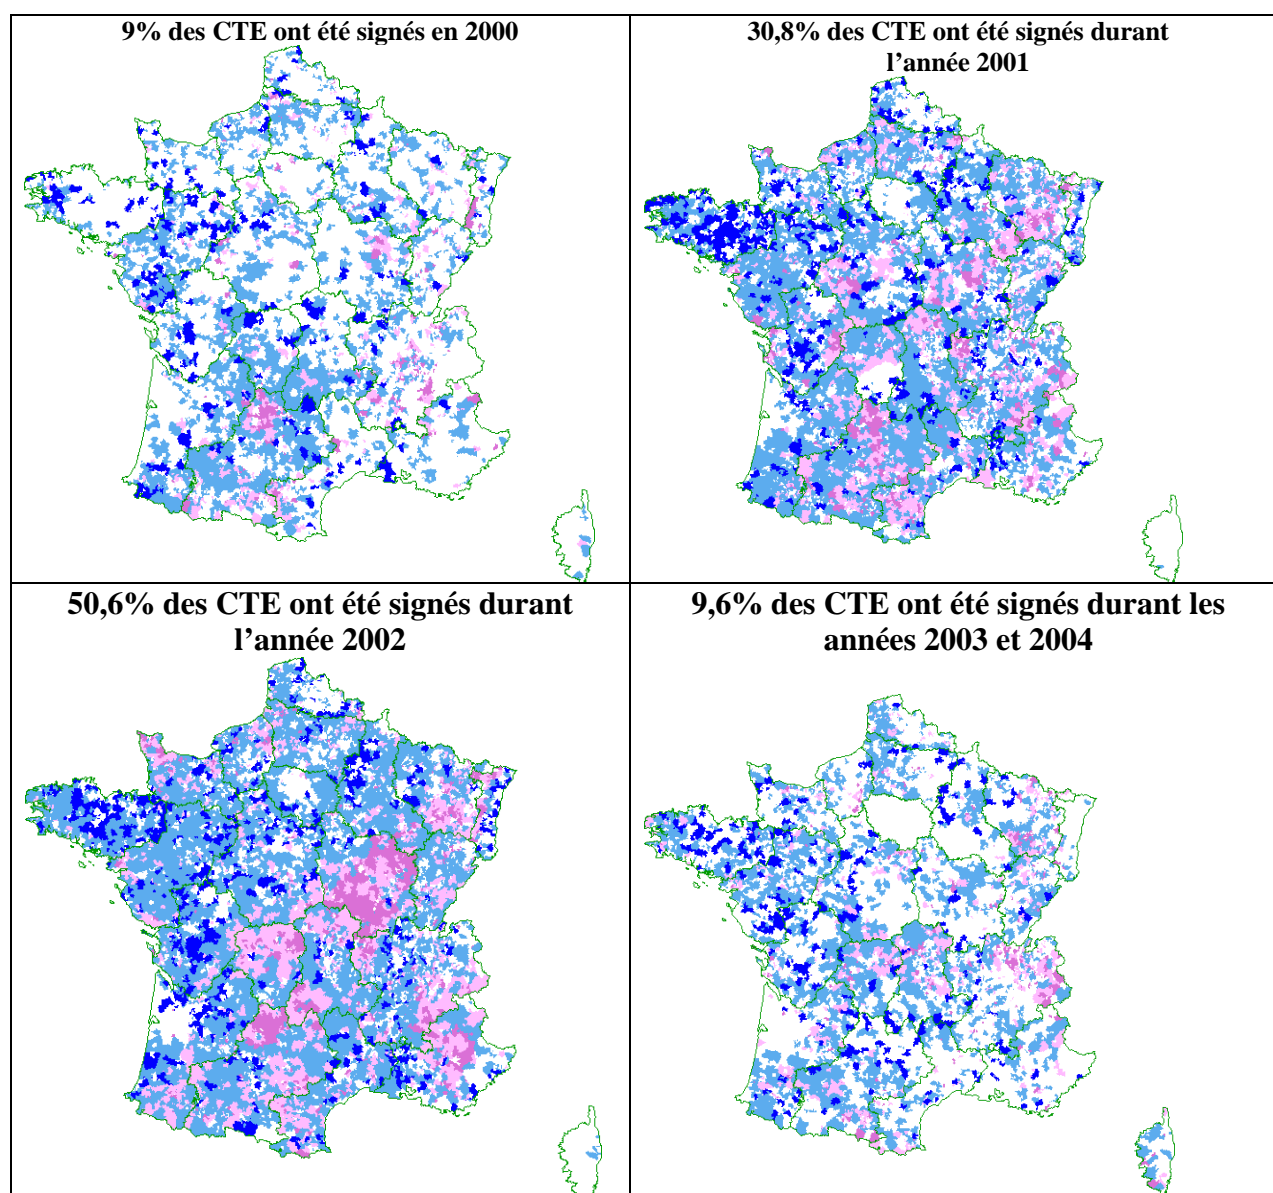 9% des CTE ont été signés en 2000
30,8% des CTE ont été signés durant
l’année 2001
50,6% des CTE ont été signés durant
l’année 2002
9,6% des CTE ont été signés durant les
années 2003 et 2004